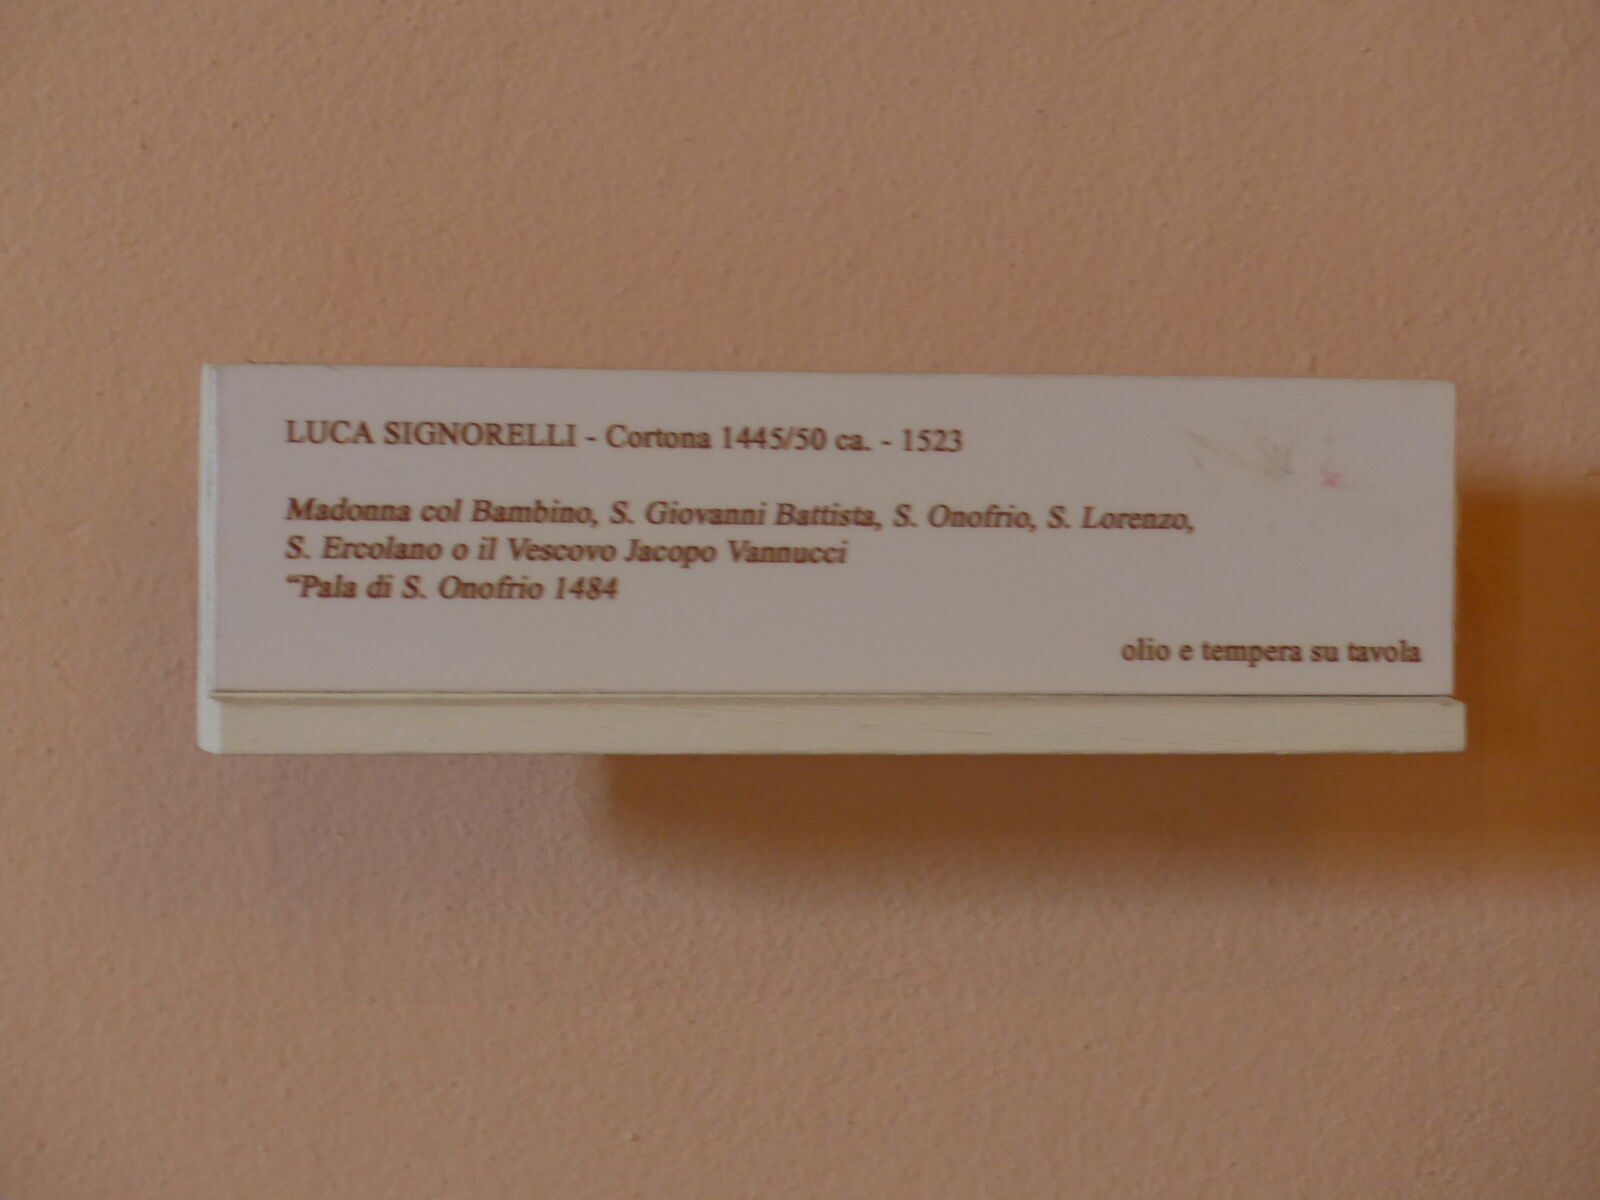 LUCA SIGNORELLI - Cortona 1445/50 ca. - 1523
Madonna col Bambino, S. Giovanni Battista, S. Onofrio, S. Lorenzo,
S. Ercolano o il Vescovo Jacopo Vannucci
“Pala di S. Onofrio 1484
olio e tempera su tavola